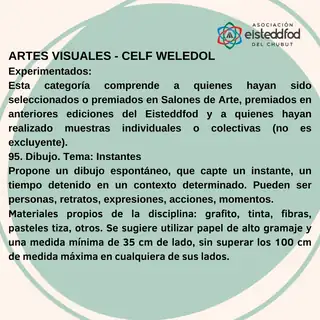 ASOCIACIÓN
eisteddfod
DEL CHUBUT
ARTES VISUALES - CELF WELEDOL
Experimentados:
Esta categoría comprende a quienes hayan sido
seleccionados o premiados en Salones de Arte, premiados en
anteriores ediciones del Eisteddfod y a quienes hayan
realizado muestras individuales o colectivas (no es
excluyente).
95. Dibujo. Tema: Instantes
Propone un dibujo espontáneo, que capte un instante, un
tiempo detenido en un contexto determinado. Pueden ser
personas, retratos, expresiones, acciones, momentos.
Materiales propios de la disciplina: grafito, tinta, fibras,
pasteles tiza, otros. Se sugiere utilizar papel de alto gramaje y
una medida mínima de 35 cm de lado, sin superar los 100 cm
de medida máxima en cualquiera de sus lados.